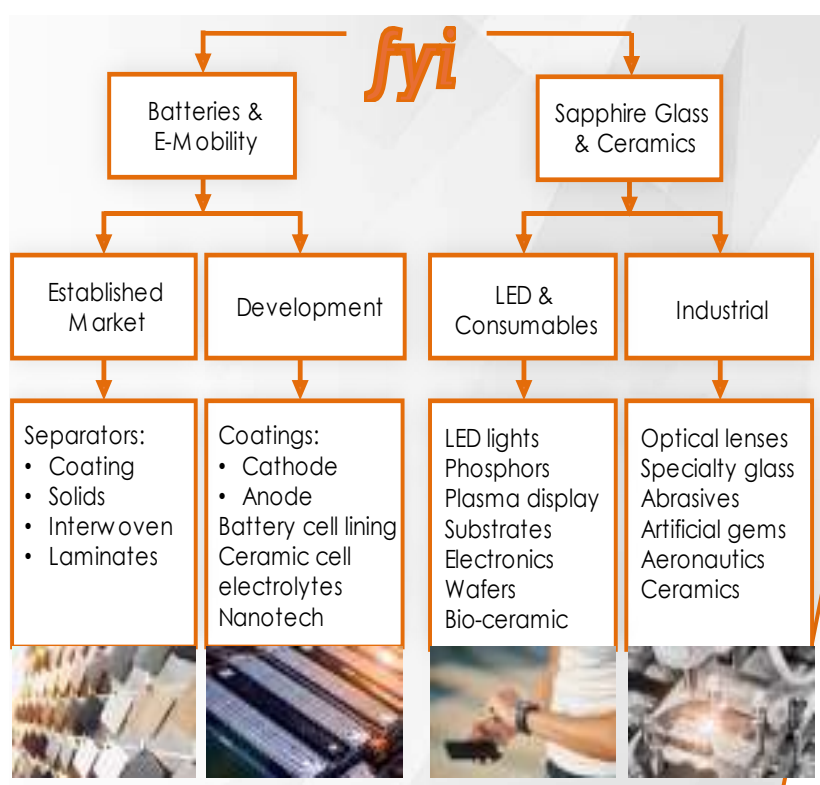 fyi
Batteries &
E-Mobility
Sapphire Glass
& Ceramics
Established
Market
Development
LED &
Consumables
Industrial
Separators:
• Coating
• Solids
• Interwoven
• Laminates
Coatings:
• Cathode
• Anode
Battery cell lining
Ceramic cell
electrolytes
Nanotech
LED lights
Phosphors
Plasma display
Substrates
Electronics
Wafers
Bio-ceramic
Optical lenses
Specialty glass
Abrasives
Artificial gems
Aeronautics
Ceramics